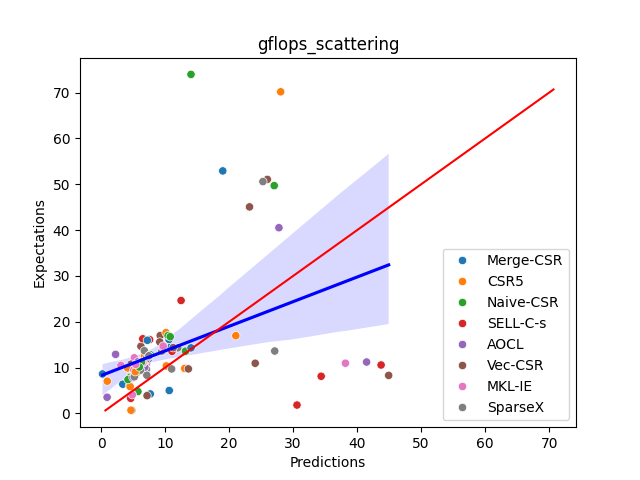 gflops_scattering
Expectations
70
60
50
40
30
20
10
0
Merge-CSR
CSR5
Naive-CSR
SELL-C-s
AOCL
Vec-CSR
MKL-IE
SparseX
0 10 20 30 40 50 60 70
Predictions